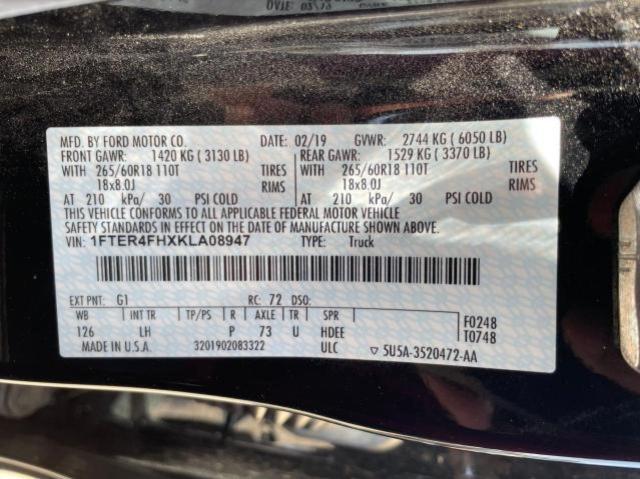 DATE: 03/19
MFD. BY FORD MOTOR CO. DATE: 02/19 GVWR: 2744 KG ( 6050 LB)
FRONT GAWR: 1420 KG ( 3130 LB) REAR GAWR: 1529 KG ( 3370 LB)
WITH 265/60R18 110T TIRES WITH 265/60R18 110T TIRES
18x8.0J RIMS 18x8.0J RIMS
AT 210 kPa/ 30 PSI COLD AT 210 kPa/ 30 PSI COLD
THIS VEHICLE CONFORMS TO ALL APPLICABLE FEDERAL MOTOR VEHICLE
SAFETY STANDARDS IN EFFECT ON THE DATE OF MANUFACTURE SHOWN ABOVE.
VIN: 1FTER4FHXKLA08947 TYPE: Truck
EXT PNT: G1 RC: 72 DSO:
WB INT TR TP/PS R AXLE TR SPR
126 LH P 73 U HDEE
F0248
T0748
MADE IN U.S.A. 3201902083322 ULC ▽ 5U5A-3520472-AA